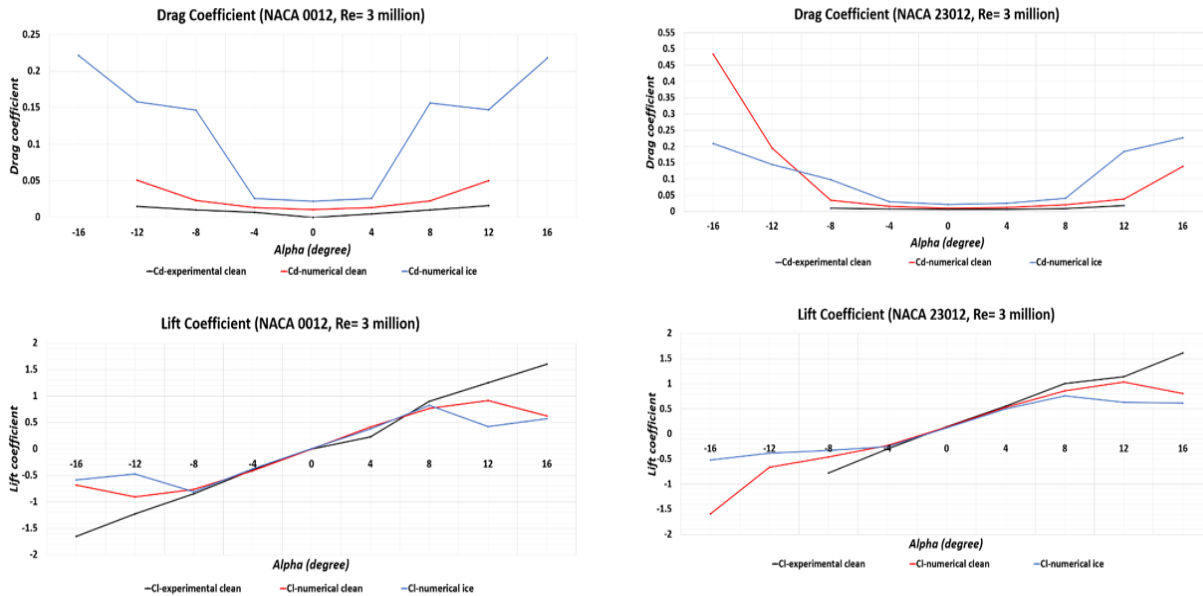 Drag Coefficient (NACA 0012, Re= 3 million)
0.25
0.2
0.15
0.1
0.05
0
Drag coefficient
-16 -12 -8 -4 0 4 8 12 16
Alpha (degree)
Cd-experimental clean Cd-numerical clean Cd-numerical ice
Drag Coefficient (NACA 23012, Re= 3 million)
0.55
0.5
0.45
0.4
0.35
0.3
0.25
0.2
0.15
0.1
0.05
0
Drag coefficient
-16 -12 -8 -4 0 4 8 12 16
Alpha (degree)
Cd-experimental clean Cd-numerical clean Cd-numerical ice
Lift Coefficient (NACA 0012, Re= 3 million)
2
1.5
1
0.5
0
-0.5
-1
-1.5
-2
Lift coefficient
-16 -12 -8 -4 0 4 8 12 16
Alpha (degree)
Cl-experimental clean Cl-numerical clean Cl-numerical ice
Lift Coefficient (NACA 23012, Re= 3 million)
2
1.5
1
0.5
0
-0.5
-1
-1.5
-2
Lift coefficient
-16 -12 -8 -4 0 4 8 12 16
Alpha (degree)
Cl-experimental clean Cl-numerical clean Cl-numerical ice